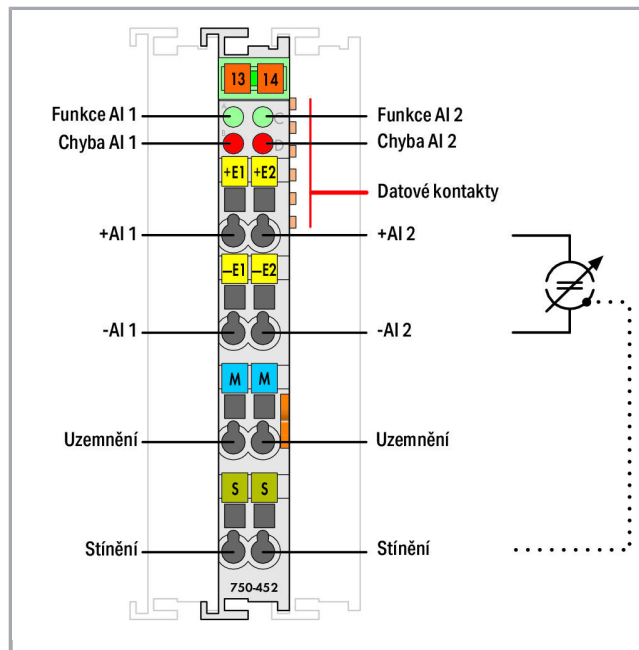 13 14
A C
Funkce AI 1 Funkce AI 2
B D
Chyba AI 1 Chyba AI 2
+E1 +E2
Datové kontakty
+AI 1 +AI 2
—E1 —E2
-AI 1 -AI 2
M M
Uzemnění Uzemnění
S S
Stínění Stínění
750-452